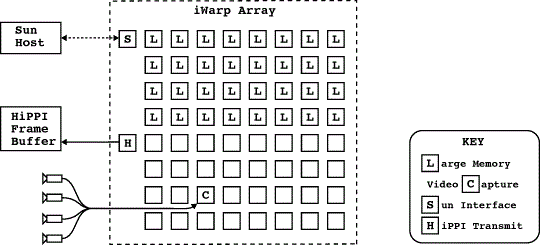 iWarp Array
Sun
Host
S L L L L L L L L
L L L L L L L L
L L L L L L L L
L L L L L L L L
HiPPI
Frame
Buffer
H
C
KEY
Large Memory
Video Capture
Sun Interface
HiPPI Transmit